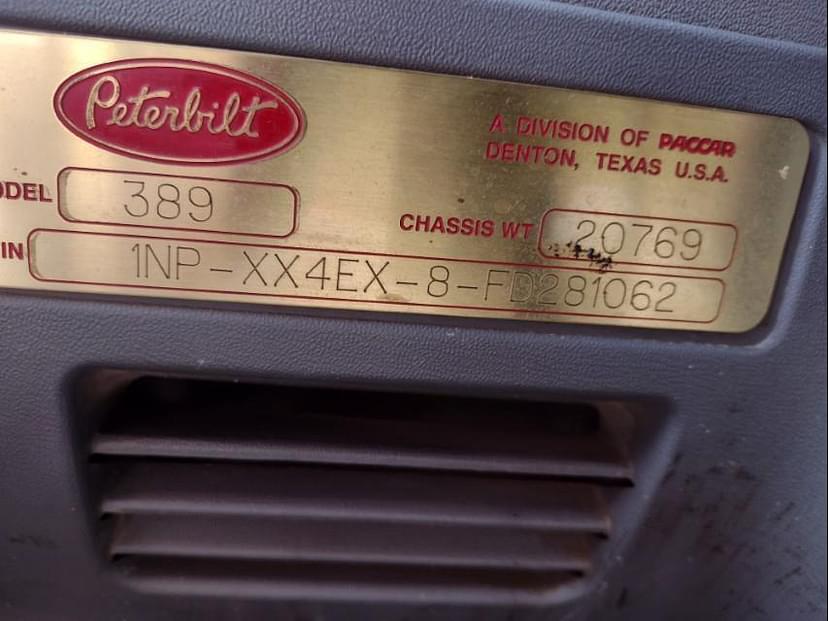 Peterbilt
A DIVISION OF PACCAR
DENTON, TEXAS U.S.A.
ODEL 389
CHASSIS WT 20769
IN 1NP-XX4EX-8-FD281062